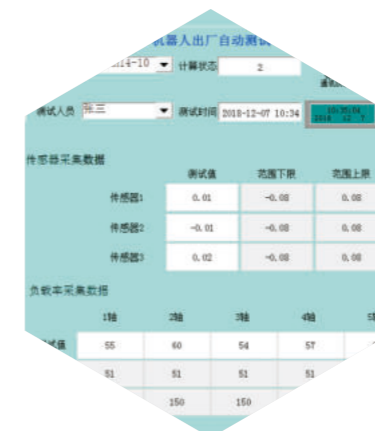 机器人出厂自动测试
14-10 计算状态 2
测试人员 张三 测试时间 2018-12-07 10:34
传感器采集数据
测试值 范围下限 范围上限
传感器1 0.01 -0.08 0.08
传感器2 -0.01 -0.08 0.08
传感器3 0.02 -0.08 0.08
负载率采集数据
1轴 2轴 3轴 4轴
试值 55 60 54 57
51 51 51 51
150 150